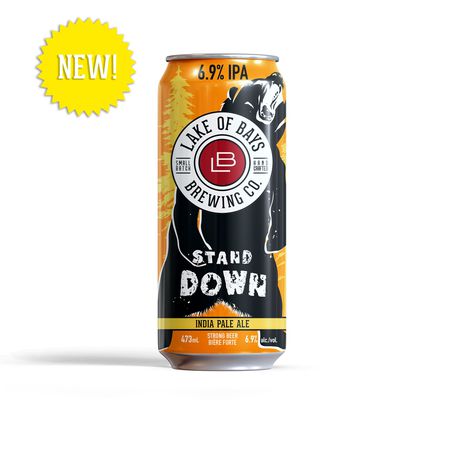 NEW!
6.9% IPA
LAKE OF BAYS
SMALL BATCH
LB
HAND CRAFTED
BREWING CO.
STAND
DOWN
INDIA PALE ALE
473mL
STRONG BEER
BIÈRE FORTE
6.9% alc./vol.